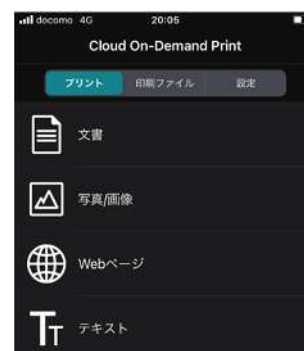 docomo 4G 20:05
Cloud On-Demand Print
プリント 印刷ファイル 設定
文書
写真/画像
Webページ
テキスト